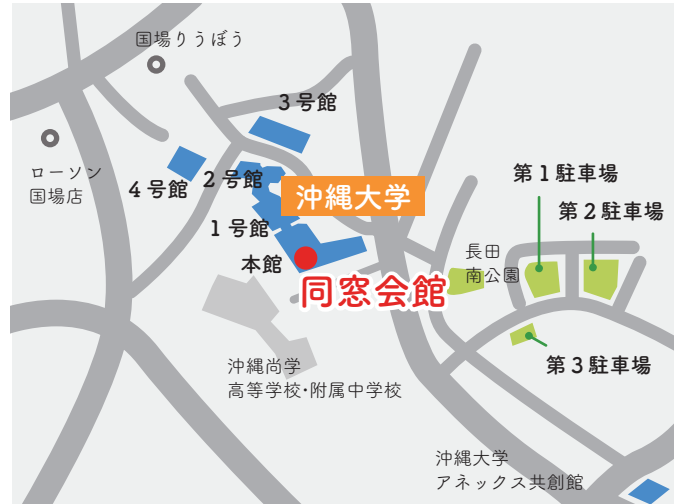 国場りうぼう
3号館
ローソン
国場店
4号館
2号館
沖縄大学
第1駐車場
第2駐車場
1号館
本館
長田
南公園
同窓会館
沖縄尚学
高等学校・附属中学校
第3駐車場
沖縄大学
アネックス共創館